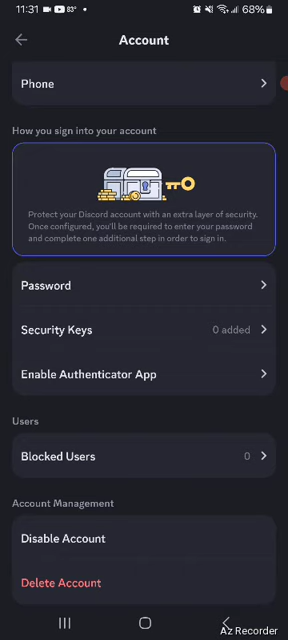 11:31 83° 68%
Account
Phone
How you sign into your account
Protect your Discord account with an extra layer of security.
Once configured, you'll be required to enter your password
and complete one additional step in order to sign in.
Password
Security Keys 0 added
Enable Authenticator App
Users
Blocked Users 0
Account Management
Disable Account
Delete Account
Az Recorder